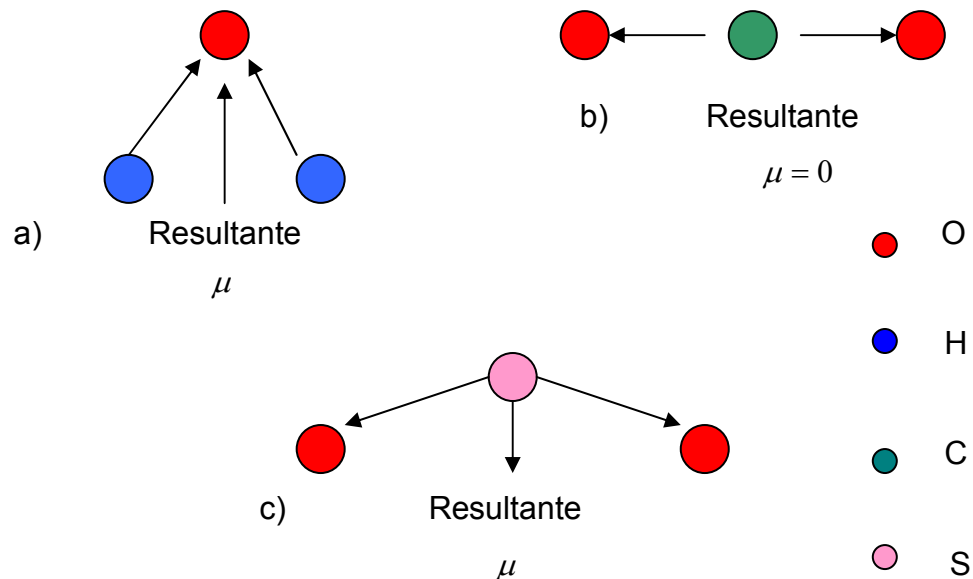 b) Resultante
μ = 0
a) Resultante
μ
O
H
C
S
c) Resultante
μ